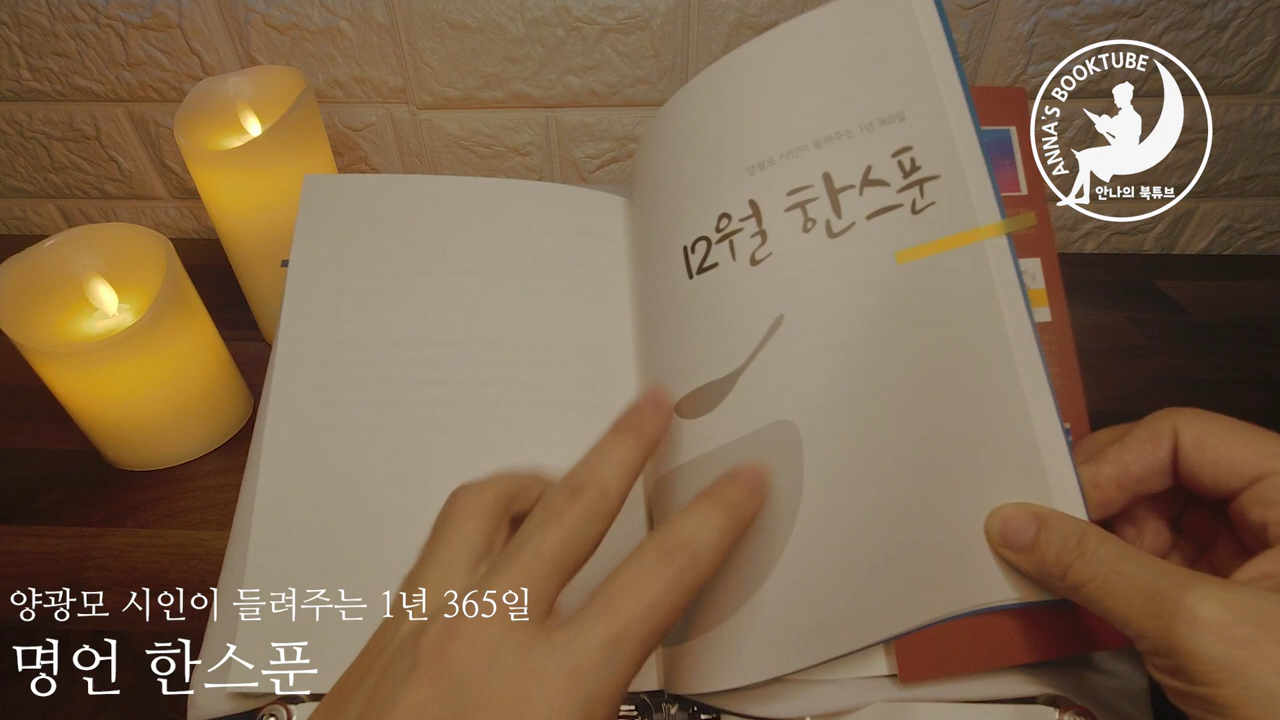 ANNA'S BOOKTUBE
안나의 북튜브
양광모 시인이 들려주는 1년 365일
12월 한스푼
양광모 시인이 들려주는 1년 365일
명언 한스푼